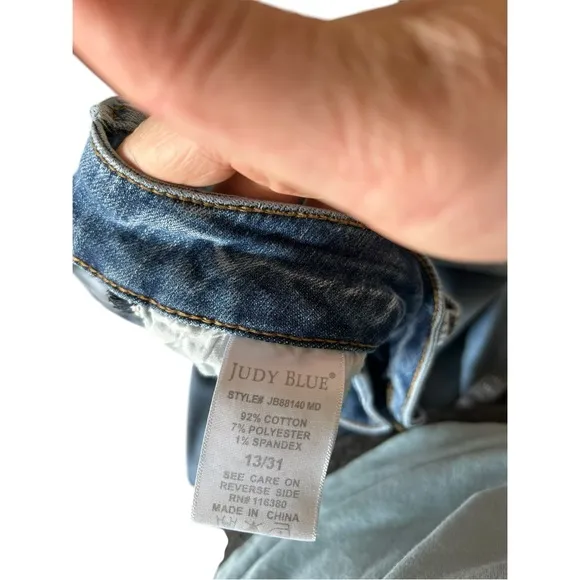 JUDY BLUE®
STYLE# JB88140 MD
92% COTTON
7% POLYESTER
1% SPANDEX
13/31
SEE CARE ON
REVERSE SIDE
RN# 116380
MADE IN CHINA